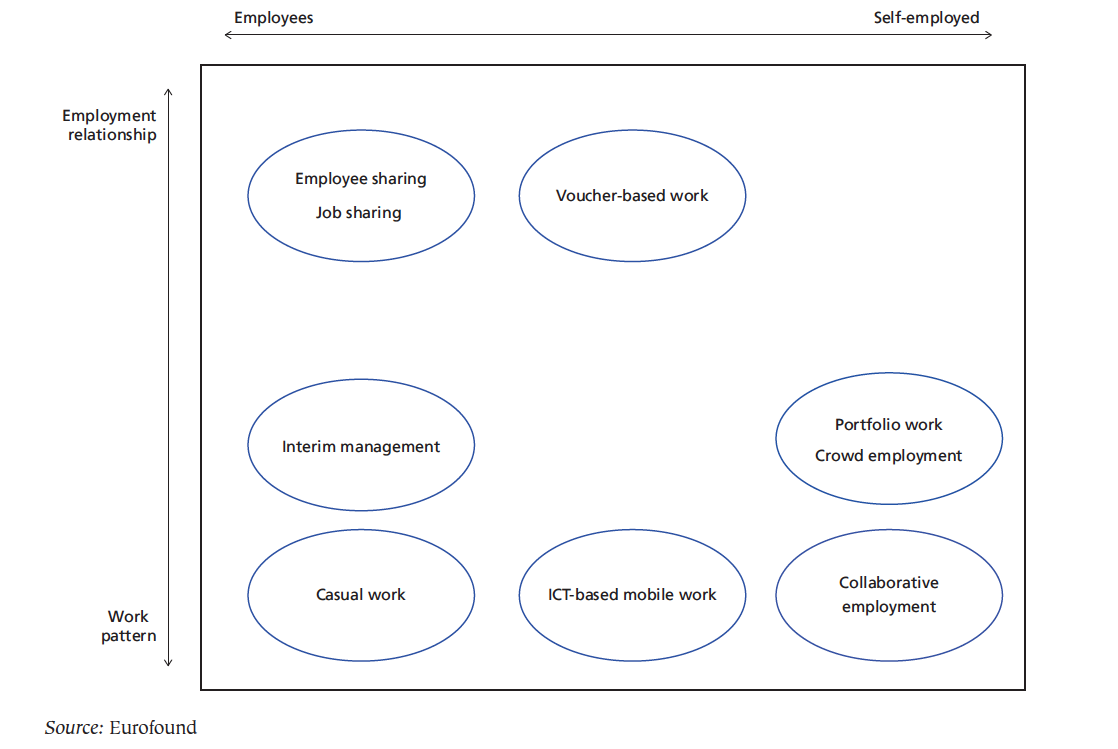 Employees
Self-employed
Employment
relationship
Employee sharing
Job sharing
Voucher-based work
Interim management
Portfolio work
Crowd employment
Casual work
ICT-based mobile work
Collaborative
employment
Work
pattern
Source: Eurofound